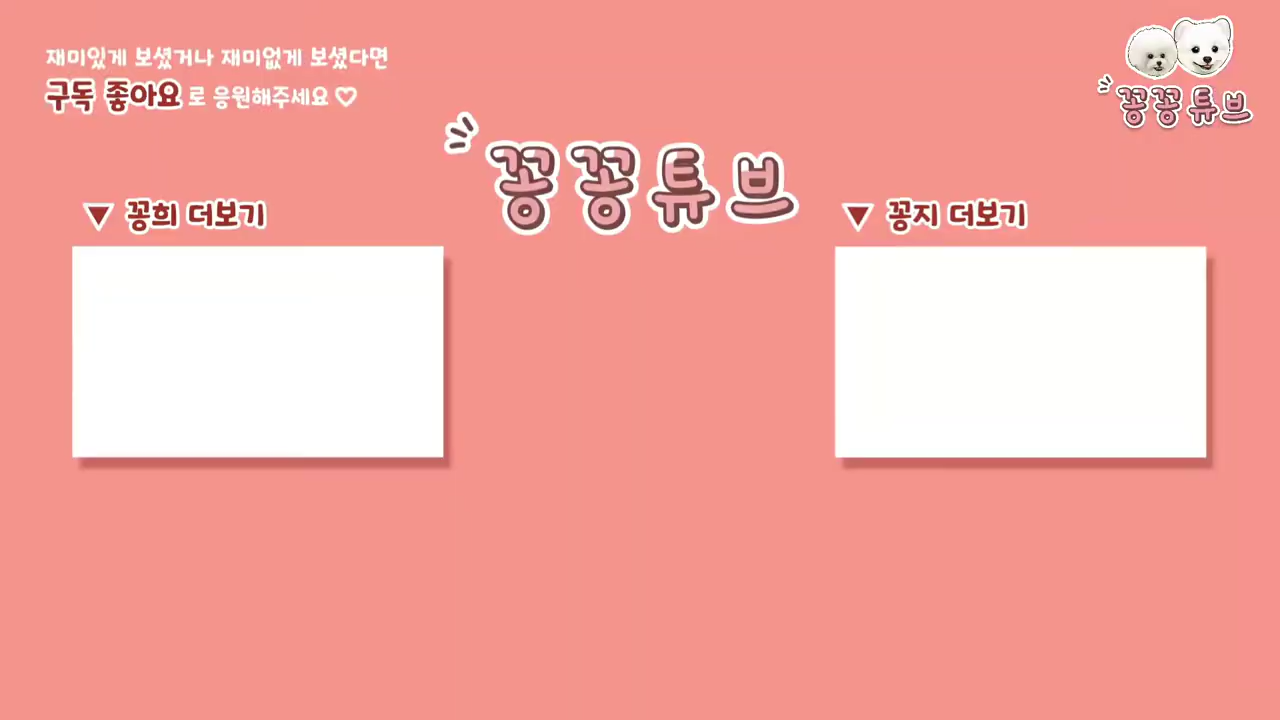 재미있게 보셨거나 재미없게 보셨다면
구독 좋아요로 응원해주세요♡
꽁꽁튜브
꽁꽁튜브
▼ 꽁희 더보기
▼ 꽁지 더보기